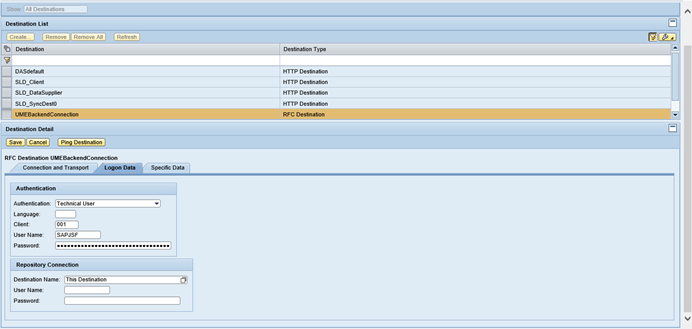 Show: All Destinations
Destination List
Create... Remove Remove All Refresh
Destination Destination Type
DASdefault HTTP Destination
SLD_Client HTTP Destination
SLD_DataSupplier HTTP Destination
SLD_SyncDest0 HTTP Destination
UMEBackendConnection RFC Destination
Destination Detail
Save Cancel Ping Destination
RFC Destination UMEBackendConnection
Connection and Transport Logon Data Specific Data
Authentication
Authentication: Technical User
Language:
Client: 001
User Name: SAPJSF
Password:
Repository Connection
Destination Name: This Destination
User Name:
Password: